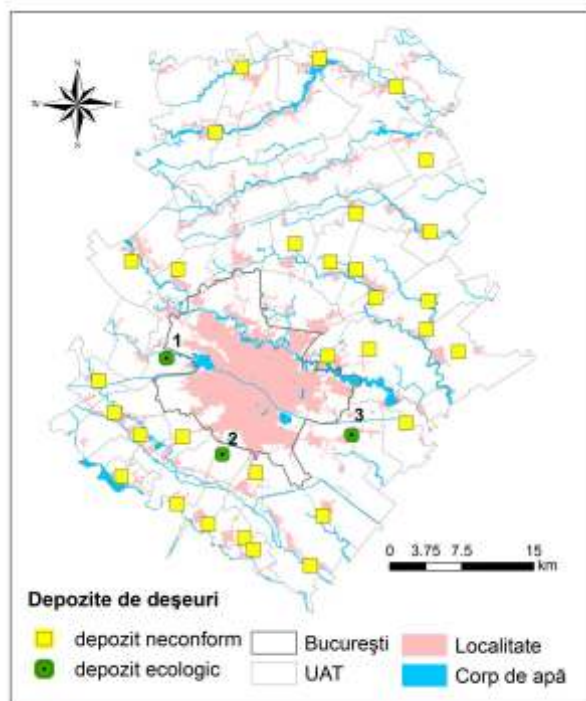 N
W E
S
1
2
3
0 3.75 7.5 15
km
Depozite de deșeuri
depozit neconform
București
Localitate
depozit ecologic
UAT
Corp de apă